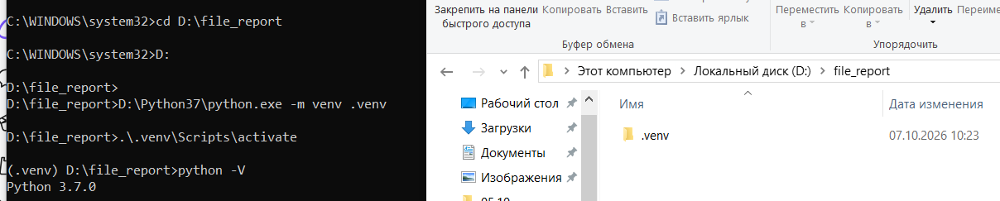 C:\WINDOWS\system32>cd D:\file_report
C:\WINDOWS\system32>D:
D:\file_report>
D:\file_report>D:\Python37\python.exe -m venv .venv
D:\file_report>.\.venv\Scripts\activate
(.venv) D:\file_report>python -V
Python 3.7.0
Закрепить на панели быстрого доступа
Копировать
Вставить
Вставить ярлык
Буфер обмена
Переместить в
Копировать в
Удалить
Переиме
Упорядочить
Этот компьютер > Локальный диск (D:) > file_report
Имя
Дата изменения
Рабочий стол
Загрузки
Документы
Изображения
05.10
.venv
07.10.2026 10:23